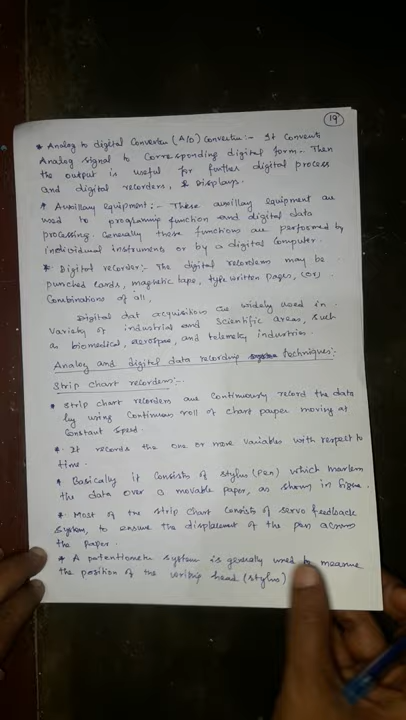 19
* Analog to digital Converter (A/D) Converter:- It Converts
Analog signal to Corresponding digital form. Then
the output is useful for further digital process
and digital recorders, & Displays.
* Auxillary equipment:- These auxillary equipment are
used to programing function and digital data
processing. Generally these functions are performed by
individual instruments or by a digital computer.
* Digital recorder:- The digital recorders may be
punched cards, magnetic tape, type written pages, (or)
Combinations of all,
Digital dat acquisitions are widely used in
Variety of industrial and Scientific areas, such
as biomedical, aerospae, and telemety industries.
Analog and digital data recording techniques:
Strip chart recorders:-
* Strip chart recorders are continuously record the data
by using Continuous roll of chart paper moving at
Constant Speed.
* It records the one or more Variables with respect to
time.
* Basically it Consists of stylus (pen) which markes
the data over a movable paper, as shown in figure.
* Most of the strip Chart Consists of servo feedback
System, to ensure the displacement of the pen across
the paper.
* A potentiometer system is generally used to measure
the position of the writing head (stylus)